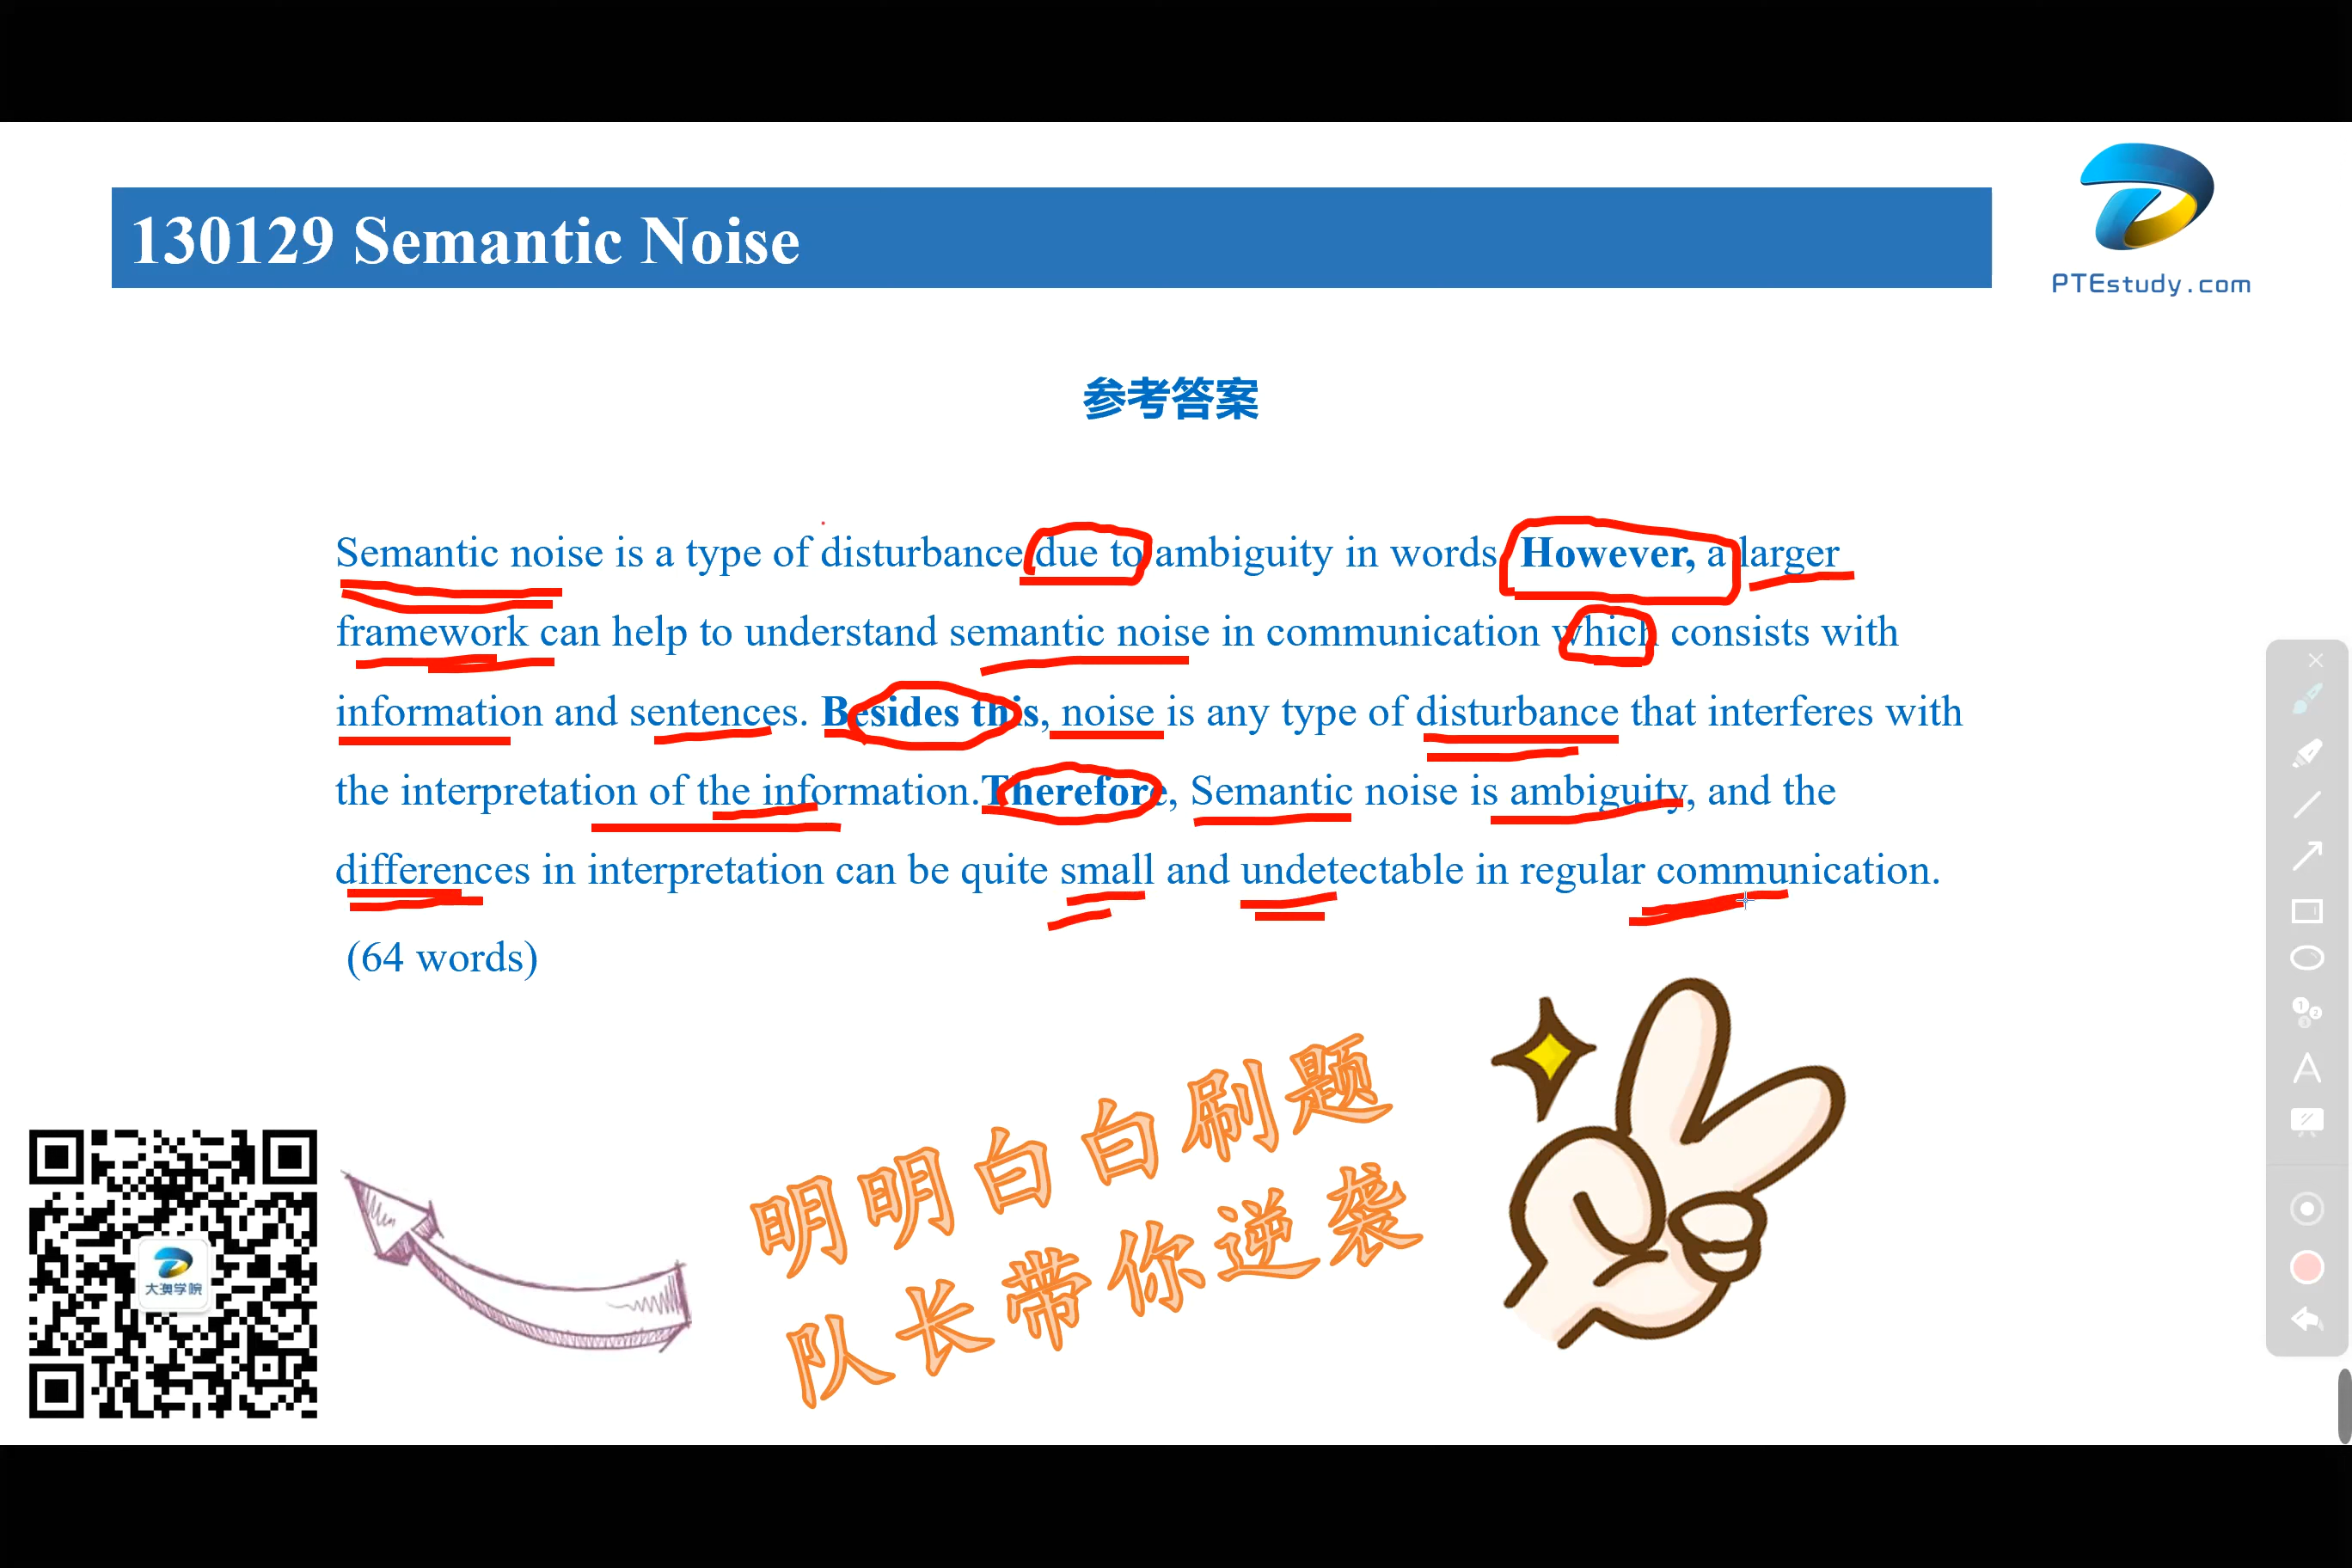 130129 Semantic Noise
PTEstudy.com
参考答案
Semantic noise is a type of disturbance due to ambiguity in words However, a larger
framework can help to understand semantic noise in communication which consists with
information and sentences. Besides this, noise is any type of disturbance that interferes with
the interpretation of the information.Therefore, Semantic noise is ambiguity, and the
differences in interpretation can be quite small and undetectable in regular communication.
(64 words)
明明白白刷题
队长带你逆袭
大澳学院